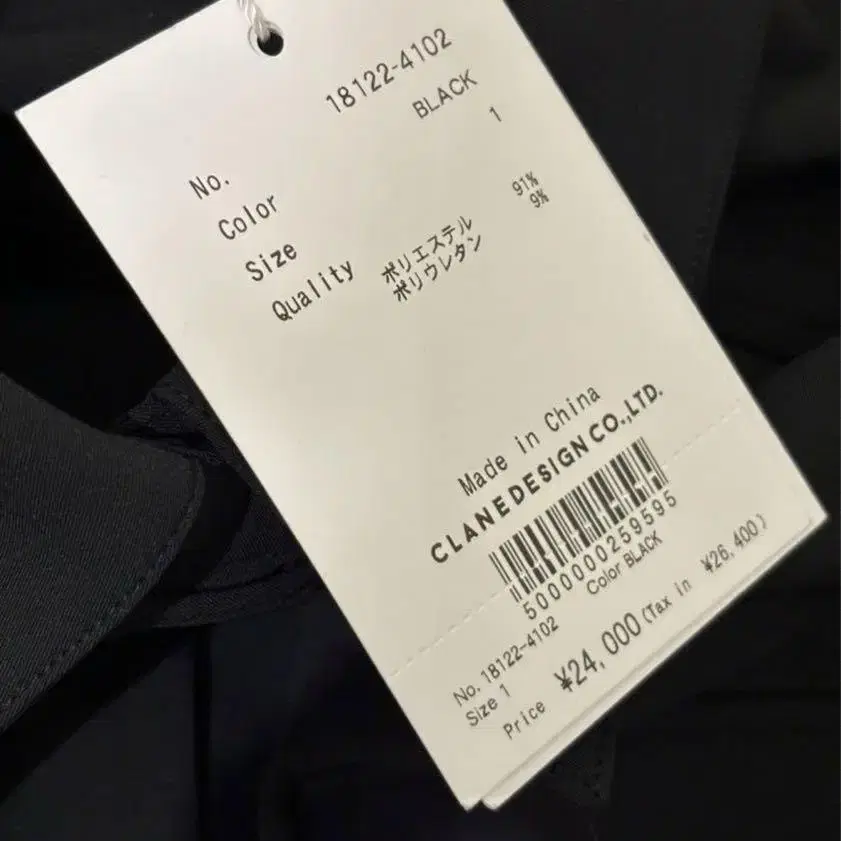 No. 18122-4102
Color BLACK
Size 1
Quality ポリエステル 91%
ポリウレタン 9%
Made in China
CLANEDESIGN CO.,LTD.
5000000259595
No. 18122-4102 Color BLACK
Size 1
Price ¥24,000(Tax in ¥26,400)